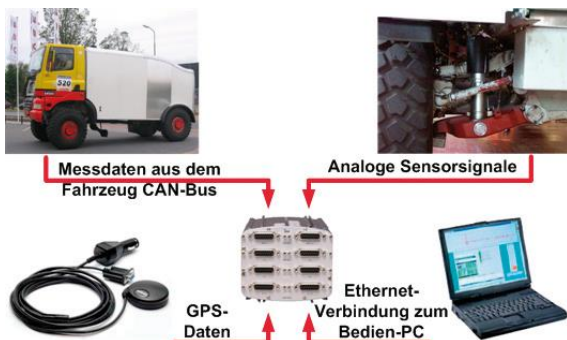 520
Messdaten aus dem
Fahrzeug CAN-Bus
Analoge Sensorsignale
GPS-
Daten
Ethernet-
Verbindung zum
Bedien-PC